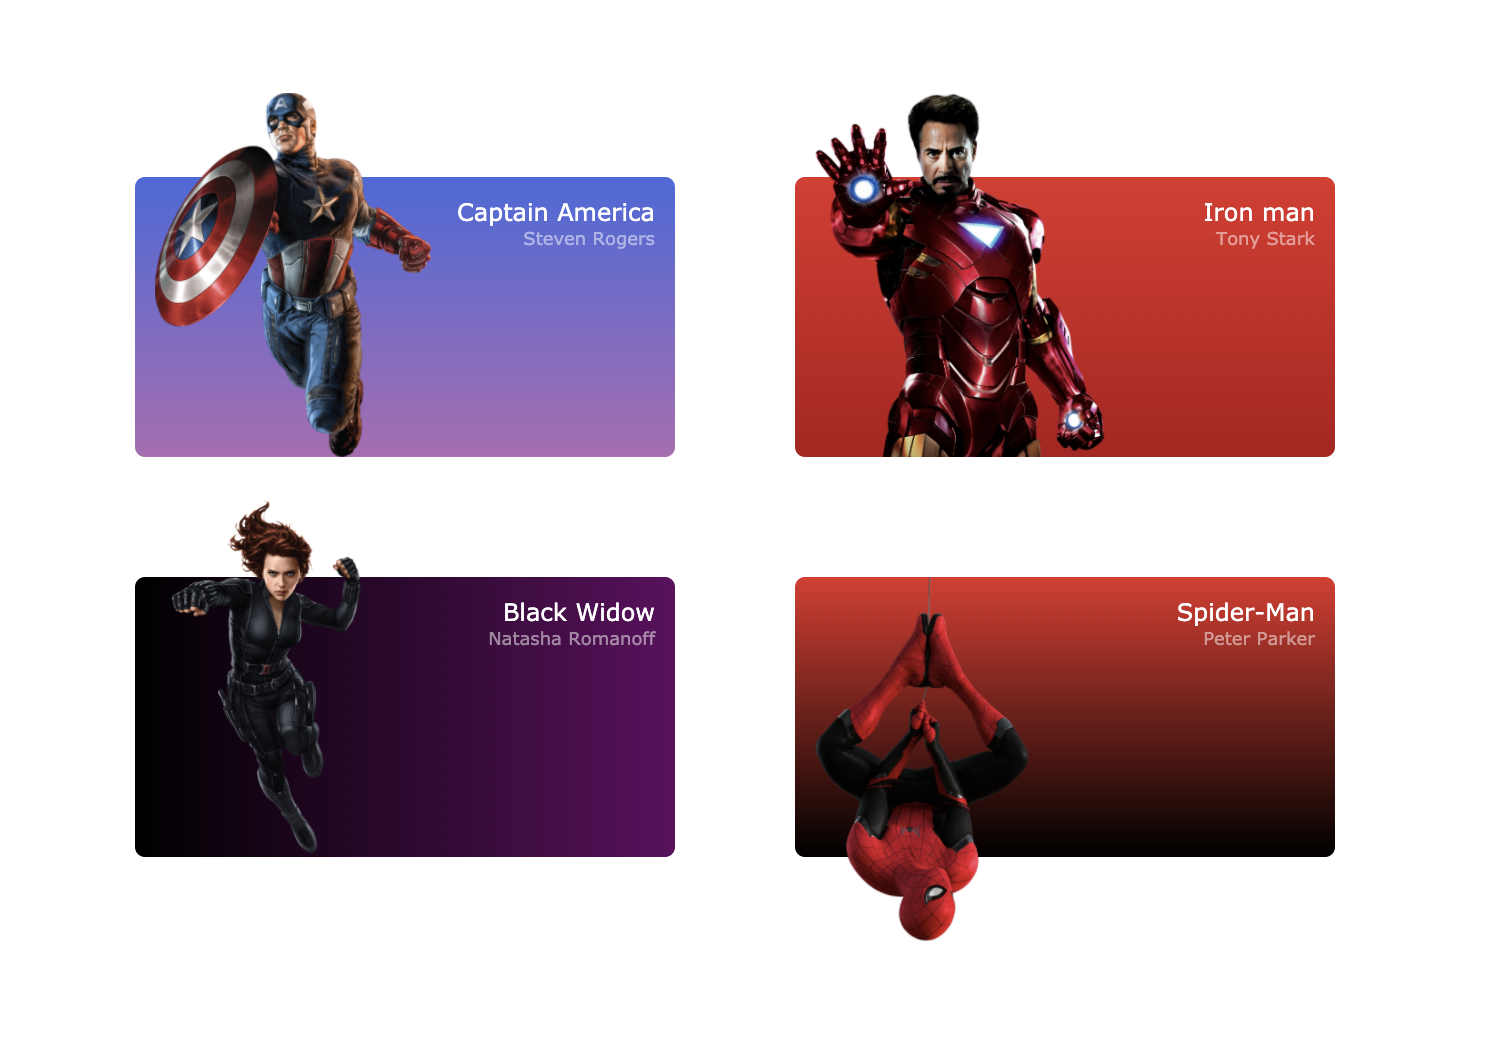 Captain America
Steven Rogers
Iron man
Tony Stark
Black Widow
Natasha Romanoff
Spider-Man
Peter Parker